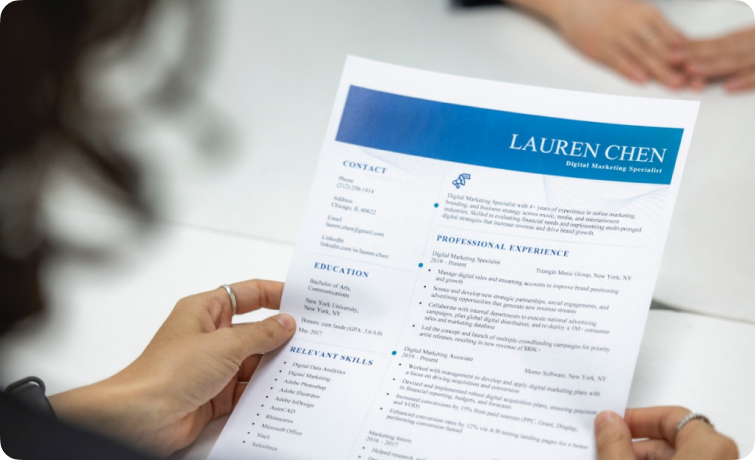 LAUREN CHEN
Digital Marketing Specialist
CONTACT
Phone
(212) 256-1414
Address
Chicago, IL 60622
Email
lauren.chen@gmail.com
LinkedIn
linkedin.com/in/lauren-chen
EDUCATION
Bachelor of Arts,
Communications
New York University,
New York, NY
Honors: cum laude (GPA: 3.6/4.0)
May 2017
RELEVANT SKILLS
Digital Data Analytics
Digital Marketing
Adobe Photoshop
Adobe Illustrator
Adobe InDesign
AutoCAD
Rhinoceros
Microsoft Office
Slack
Salesforce
Digital Marketing Specialist with 4+ years of experience in online marketing,
branding, and business strategy across music, media, and entertainment
industries. Skilled in evaluating financial needs and implementing multi-pronged
digital strategies that increase revenue and drive brand growth.
PROFESSIONAL EXPERIENCE
Digital Marketing Specialist
Triangle Music Group, New York, NY
2019 – Present
Manage digital sales and streaming accounts to improve brand positioning
and growth
Source and develop new strategic partnerships, social engagements, and
advertising opportunities that generate new revenue streams
Collaborate with internal departments to execute national advertising
campaigns, plan global digital distribution, and re-deploy a 1M+ consumer
sales and marketing database
Led the concept and launch of multiple crowdfunding campaigns for priority
artist releases, resulting in new revenue of $80K+
Digital Marketing Associate
Momo Software, New York, NY
Worked with management to develop and apply digital marketing plans with
a focus on driving acquisition and conversion
Devised and implemented robust digital acquisition plans, ensuring
to financial reporting, budgets, and forecasts
Increased conversions by 15% from paid sources (PPC, Grant, Display,
and VOD)
Enhanced conversion rates by 12% via A/B testing landing pages for a
performing conversion funnel
Marketing Intern
2016 – 2017
Helped research,